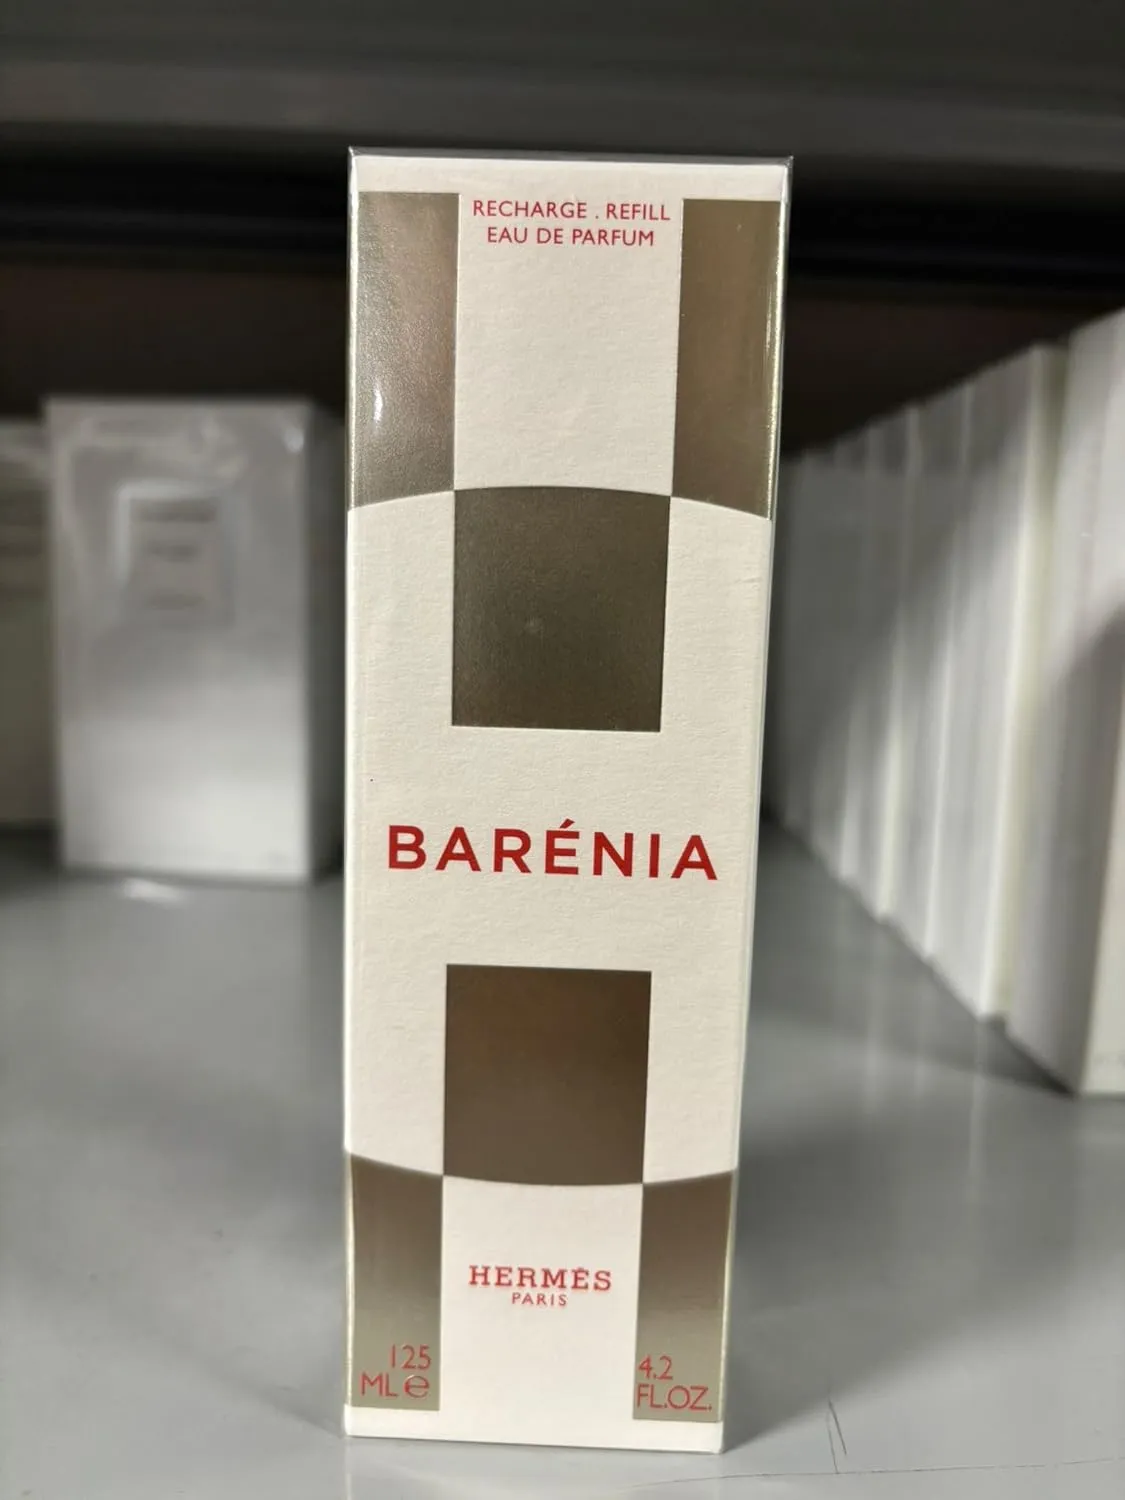 RECHARGE . REFILL
EAU DE PARFUM
BARÉNIA
HERMÈS
PARIS
125
ML ℮
4.2
FL.OZ.